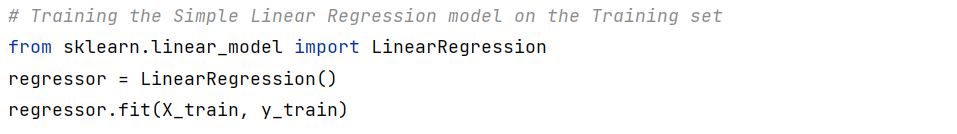 # Training the Simple Linear Regression model on the Training set
from sklearn.linear_model import LinearRegression
regressor = LinearRegression()
regressor.fit(X_train, y_train)